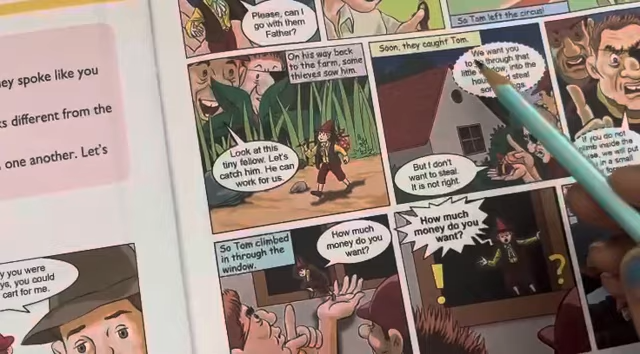 ey spoke like you
s different from the
one another. Let's
y you were
ys, you could
cart for me.
Please, can I
go with them
Father?
So Tom left the circus!
On his way back
to the farm, some
thieves saw him.
Look at this
tiny fellow. Let's
catch him. He can
work for us.
Soon, they caught Tom.
We want you
to go through that
little window, into the
steal
But I don't
want to steal.
It is not right.
If you do not
climb inside the
we will put
in a small
So Tom climbed
in through the
window.
How much
money do you
want?
How much
money do you
want?
!
?